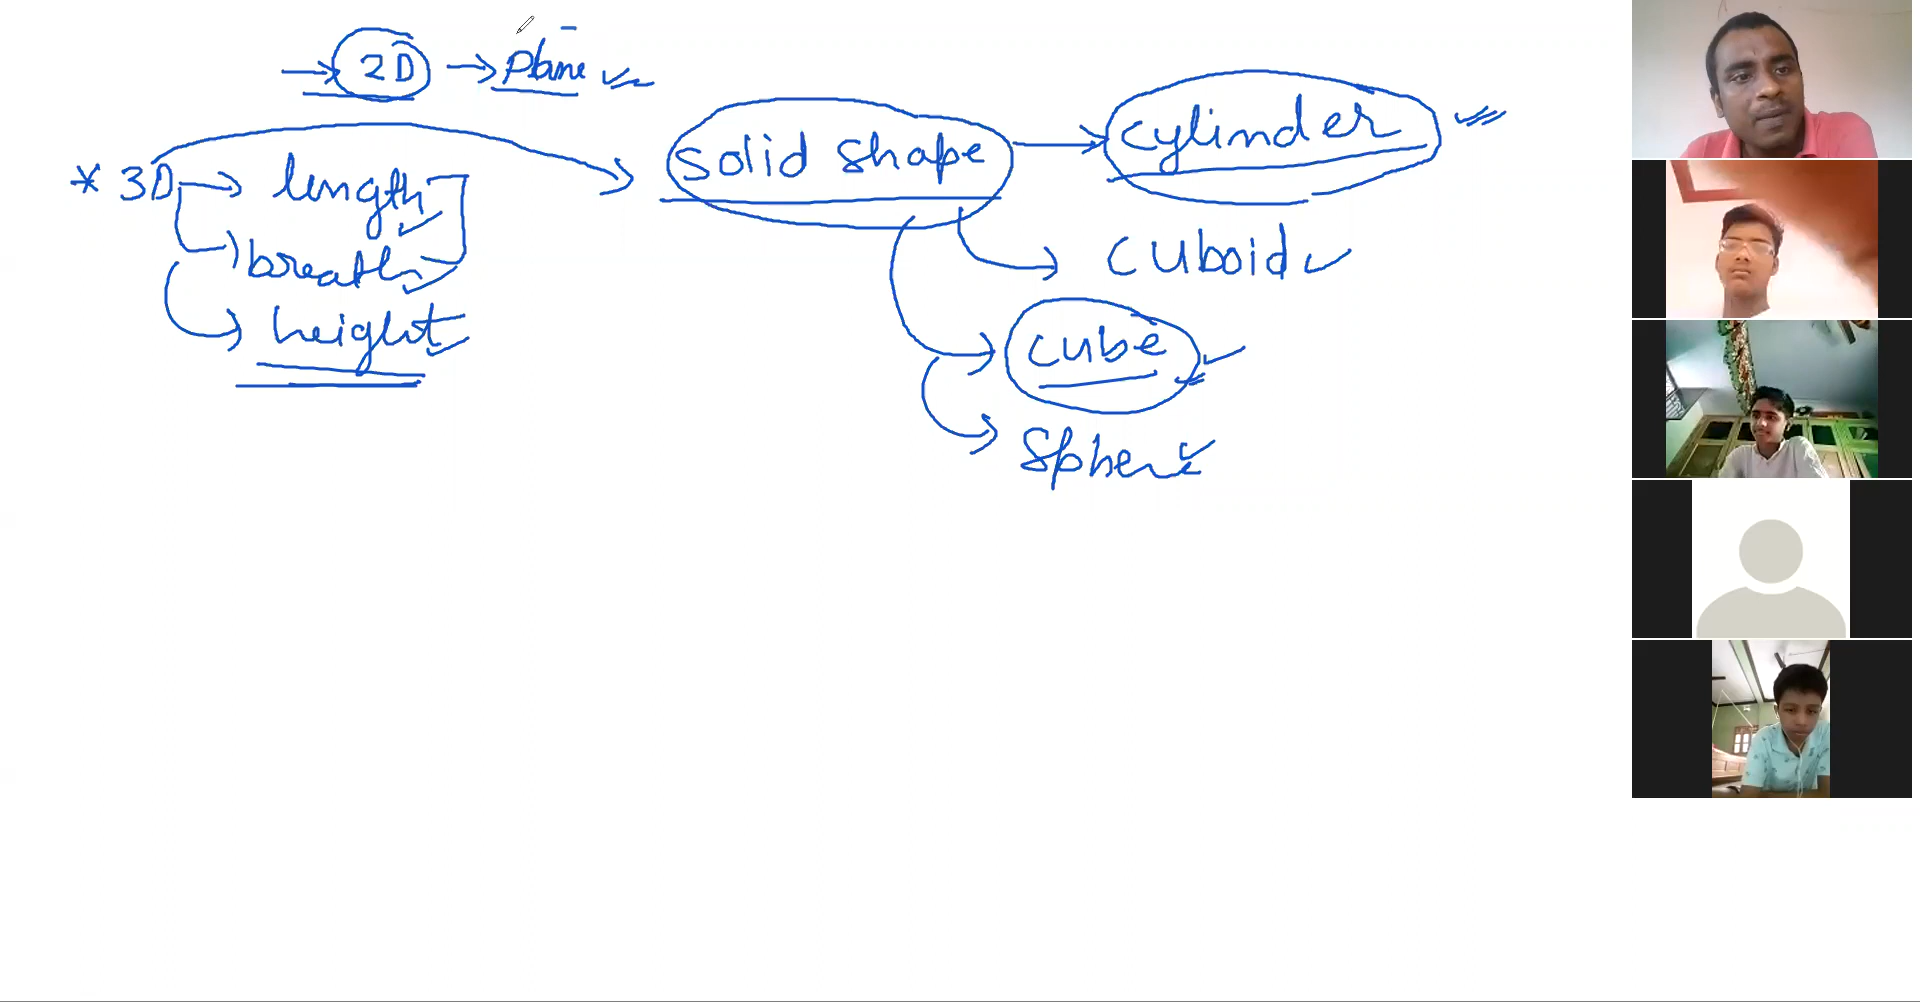 → 2D → Plane
* 3D → length
breath
height
solid shape → cylinder
cuboid
cube
Sphere